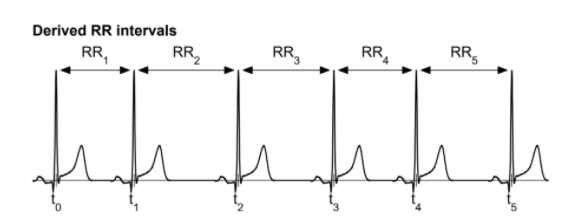 Derived RR intervals
RR₁ RR₂ RR₃ RR₄ RR₅
t₀ t₁ t₂ t₃ t₄ t₅